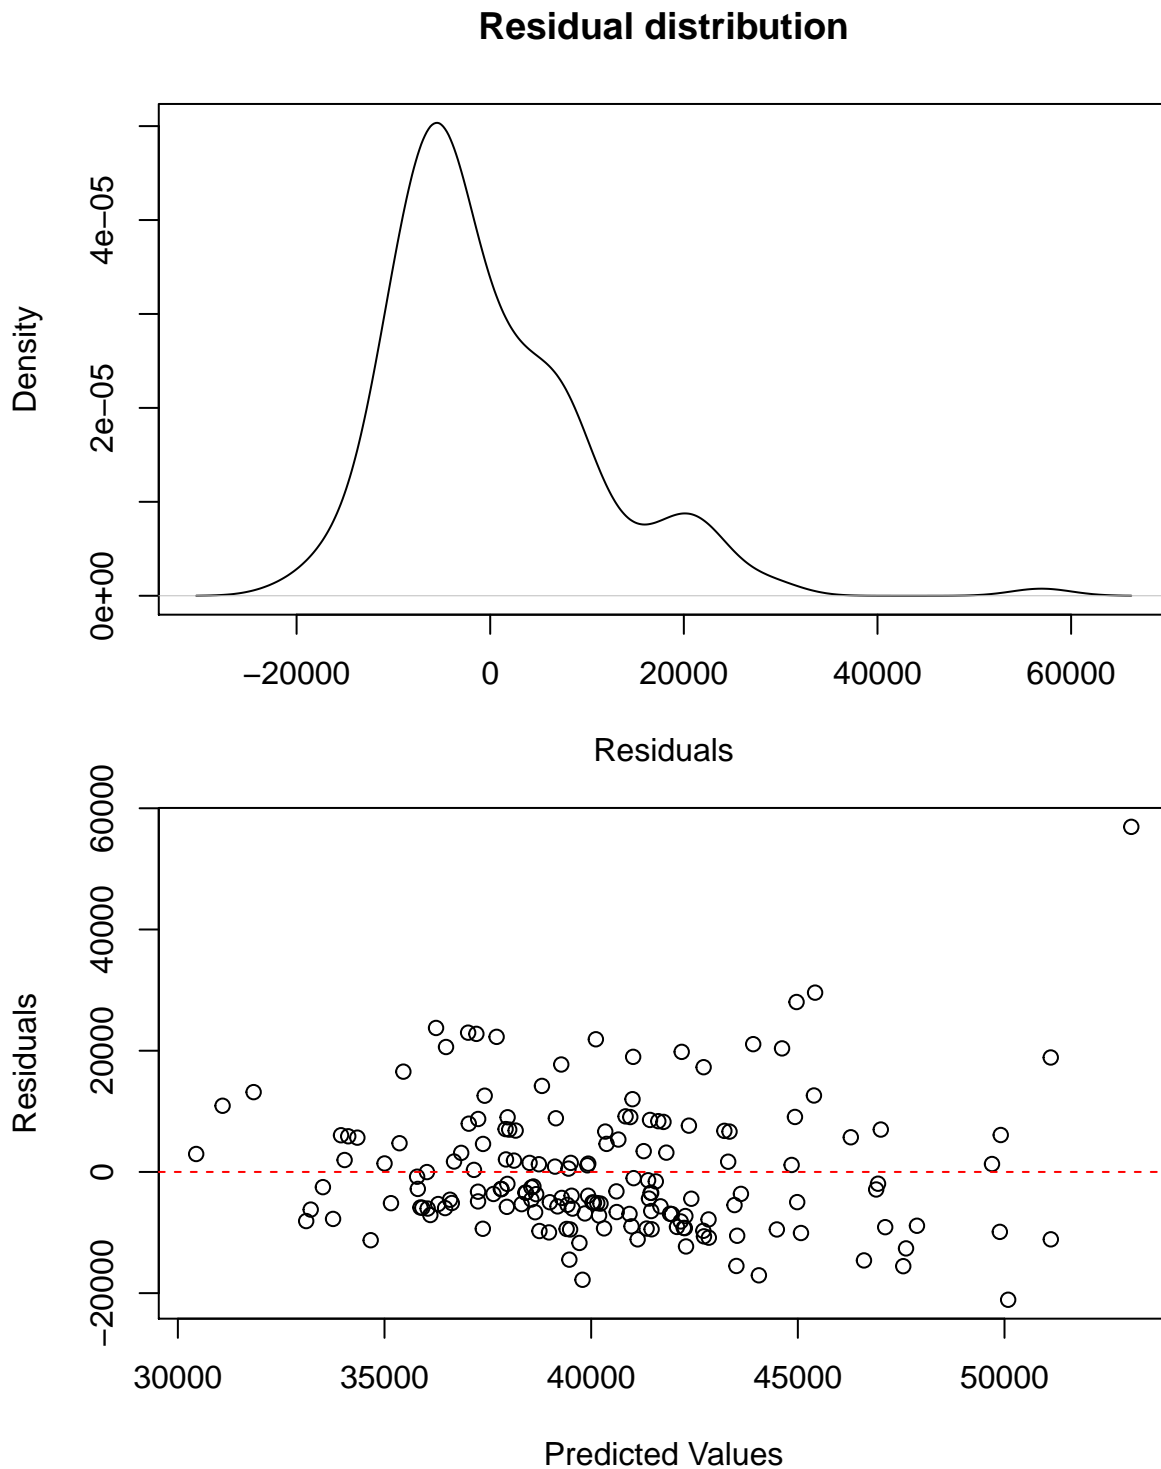 Residual distribution
Density
0e+00
2e−05
4e−05
−20000 0 20000 40000 60000
Residuals
Residuals
−20000
0
20000
40000
60000
30000 35000 40000 45000 50000
Predicted Values